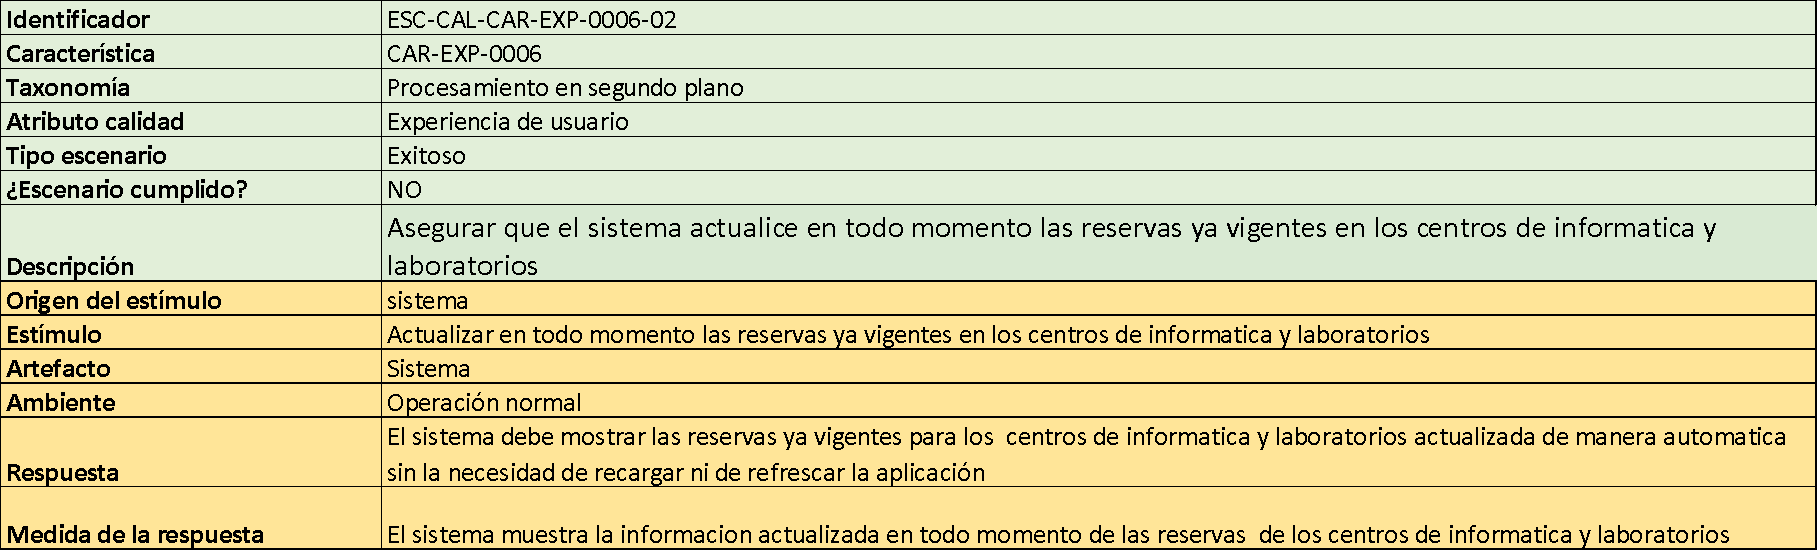 Identificador ESC-CAL-CAR-EXP-0006-02
Característica CAR-EXP-0006
Taxonomía Procesamiento en segundo plano
Atributo calidad Experiencia de usuario
Tipo escenario Exitoso
¿Escenario cumplido? NO
Descripción Asegurar que el sistema actualice en todo momento las reservas ya vigentes en los centros de informatica y
laboratorios
Origen del estímulo sistema
Estímulo Actualizar en todo momento las reservas ya vigentes en los centros de informatica y laboratorios
Artefacto Sistema
Ambiente Operación normal
Respuesta El sistema debe mostrar las reservas ya vigentes para los centros de informatica y laboratorios actualizada de manera automatica
sin la necesidad de recargar ni de refrescar la aplicación
Medida de la respuesta El sistema muestra la informacion actualizada en todo momento de las reservas de los centros de informatica y laboratorios